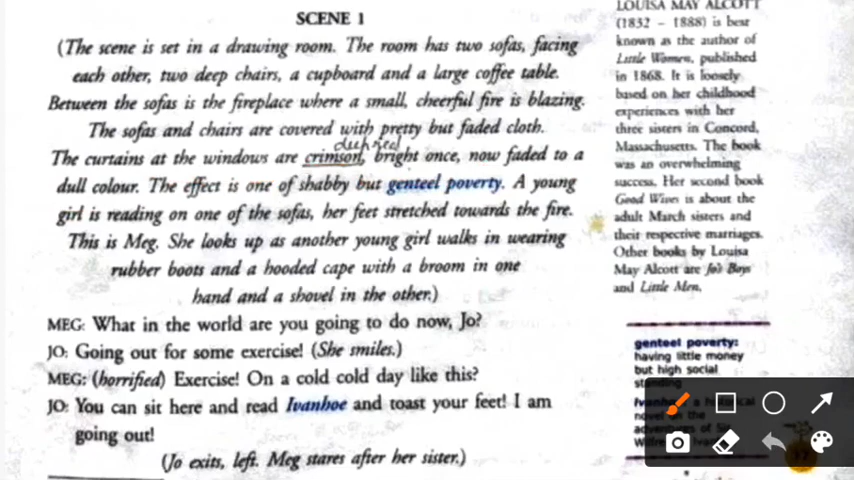 SCENE 1
(The scene is set in a drawing room. The room has two sofas, facing
each other, two deep chairs, a cupboard and a large coffee table.
Between the sofas is the fireplace where a small, cheerful fire is blazing.
The sofas and chairs are covered with pretty but faded cloth.
The curtains at the windows are crimson, bright once, now faded to a
dull colour. The effect is one of shabby but genteel poverty. A young
girl is reading on one of the sofas, her feet stretched towards the fire.
This is Meg. She looks up as another young girl walks in wearing
rubber boots and a hooded cape with a broom in one
hand and a shovel in the other.)
MEG: What in the world are you going to do now, Jo?
JO: Going out for some exercise! (She smiles.)
MEG: (horrified) Exercise! On a cold cold day like this?
JO: You can sit here and read Ivanhoe and toast your feet! I am
going out!
(Jo exits, left. Meg stares after her sister.)
LOUISA MAY ALCOTT
(1832 – 1888) is best
known as the author of
Little Women, published
in 1868. It is loosely
based on her childhood
experiences with her
three sisters in Concord,
Massachusetts. The book
was an overwhelming
success. Her second book
Good Wives is about the
adult March sisters and
their respective marriages.
Other books by Louisa
May Alcott are Jo's Boys
and Little Men.
genteel poverty:
having little money
but high social
standing